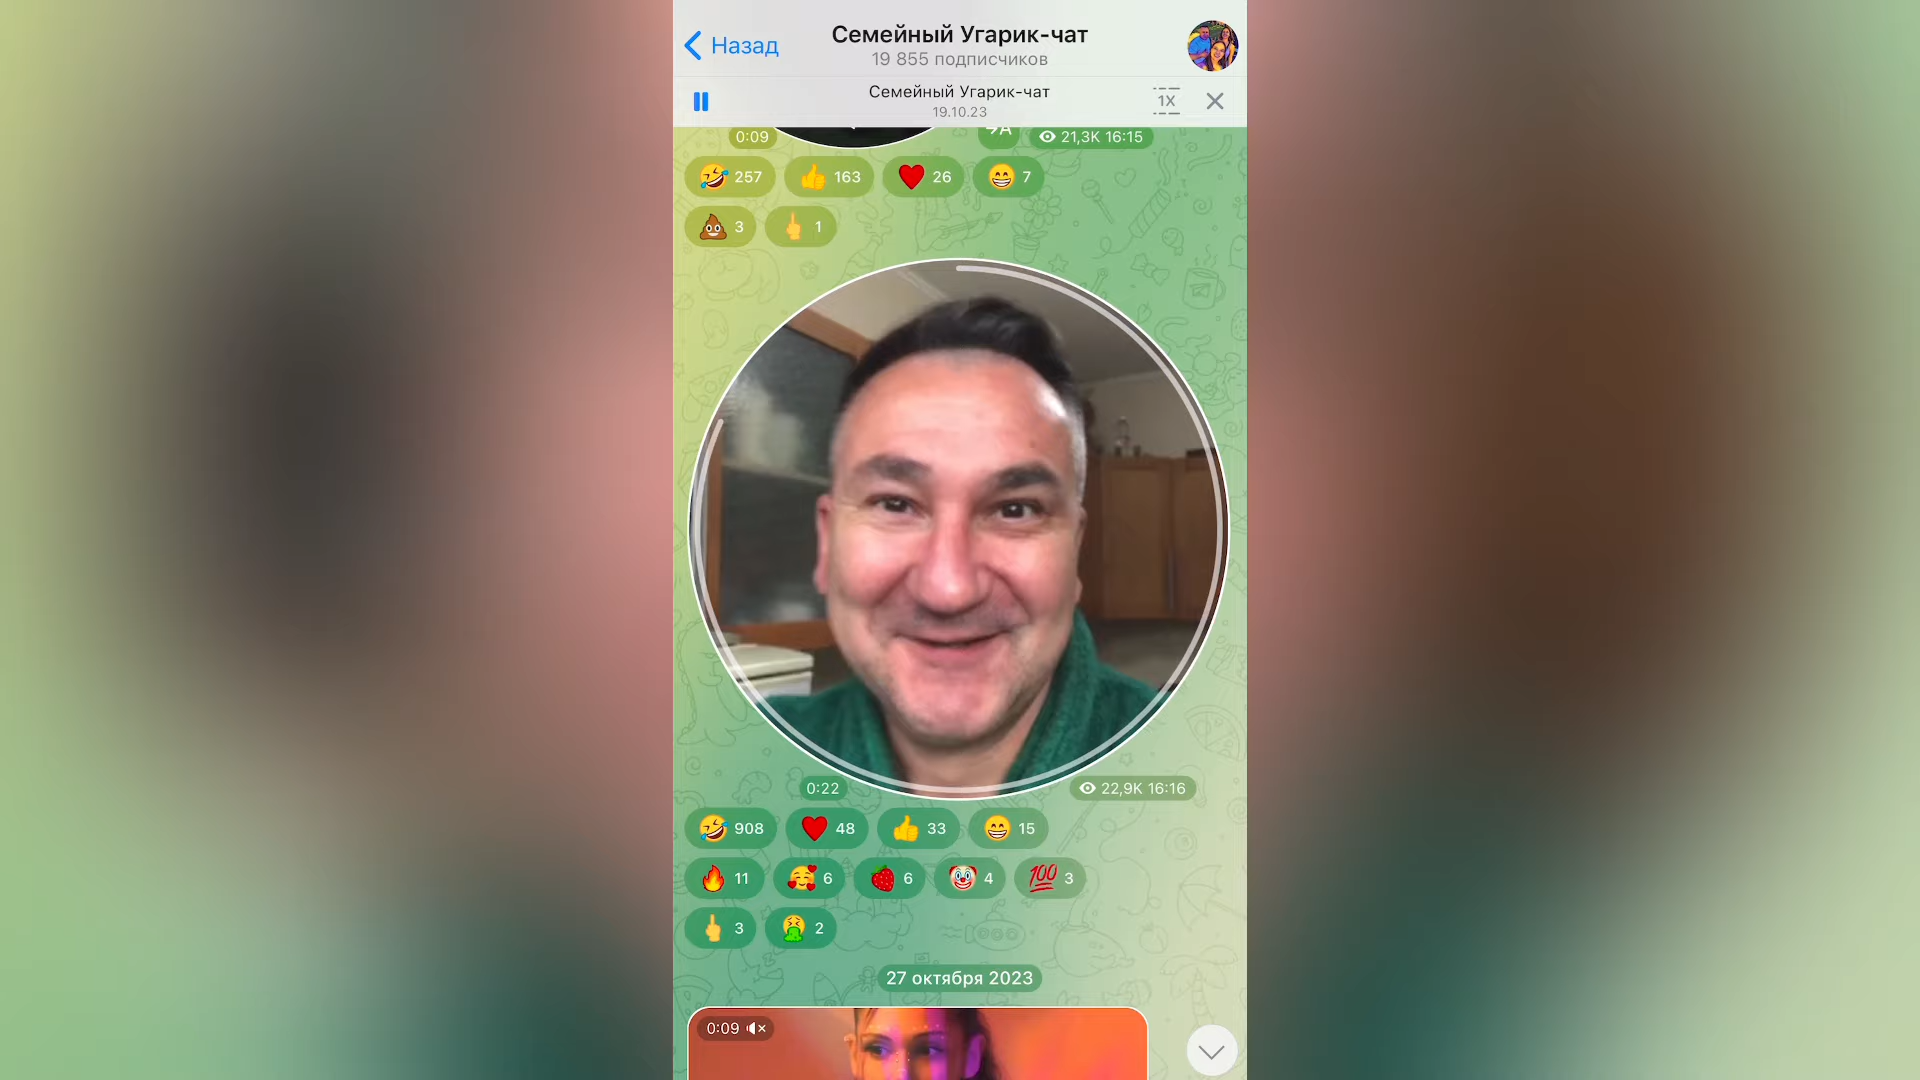 Назад
Семейный Угарик-чат
19 855 подписчиков
Семейный Угарик-чат
19.10.23
1X
0:09
→A
21,3K 16:15
257
163
26
7
3
1
0:22
22,9K 16:16
908
48
33
15
11
6
6
4
100 3
3
2
27 октября 2023
0:09